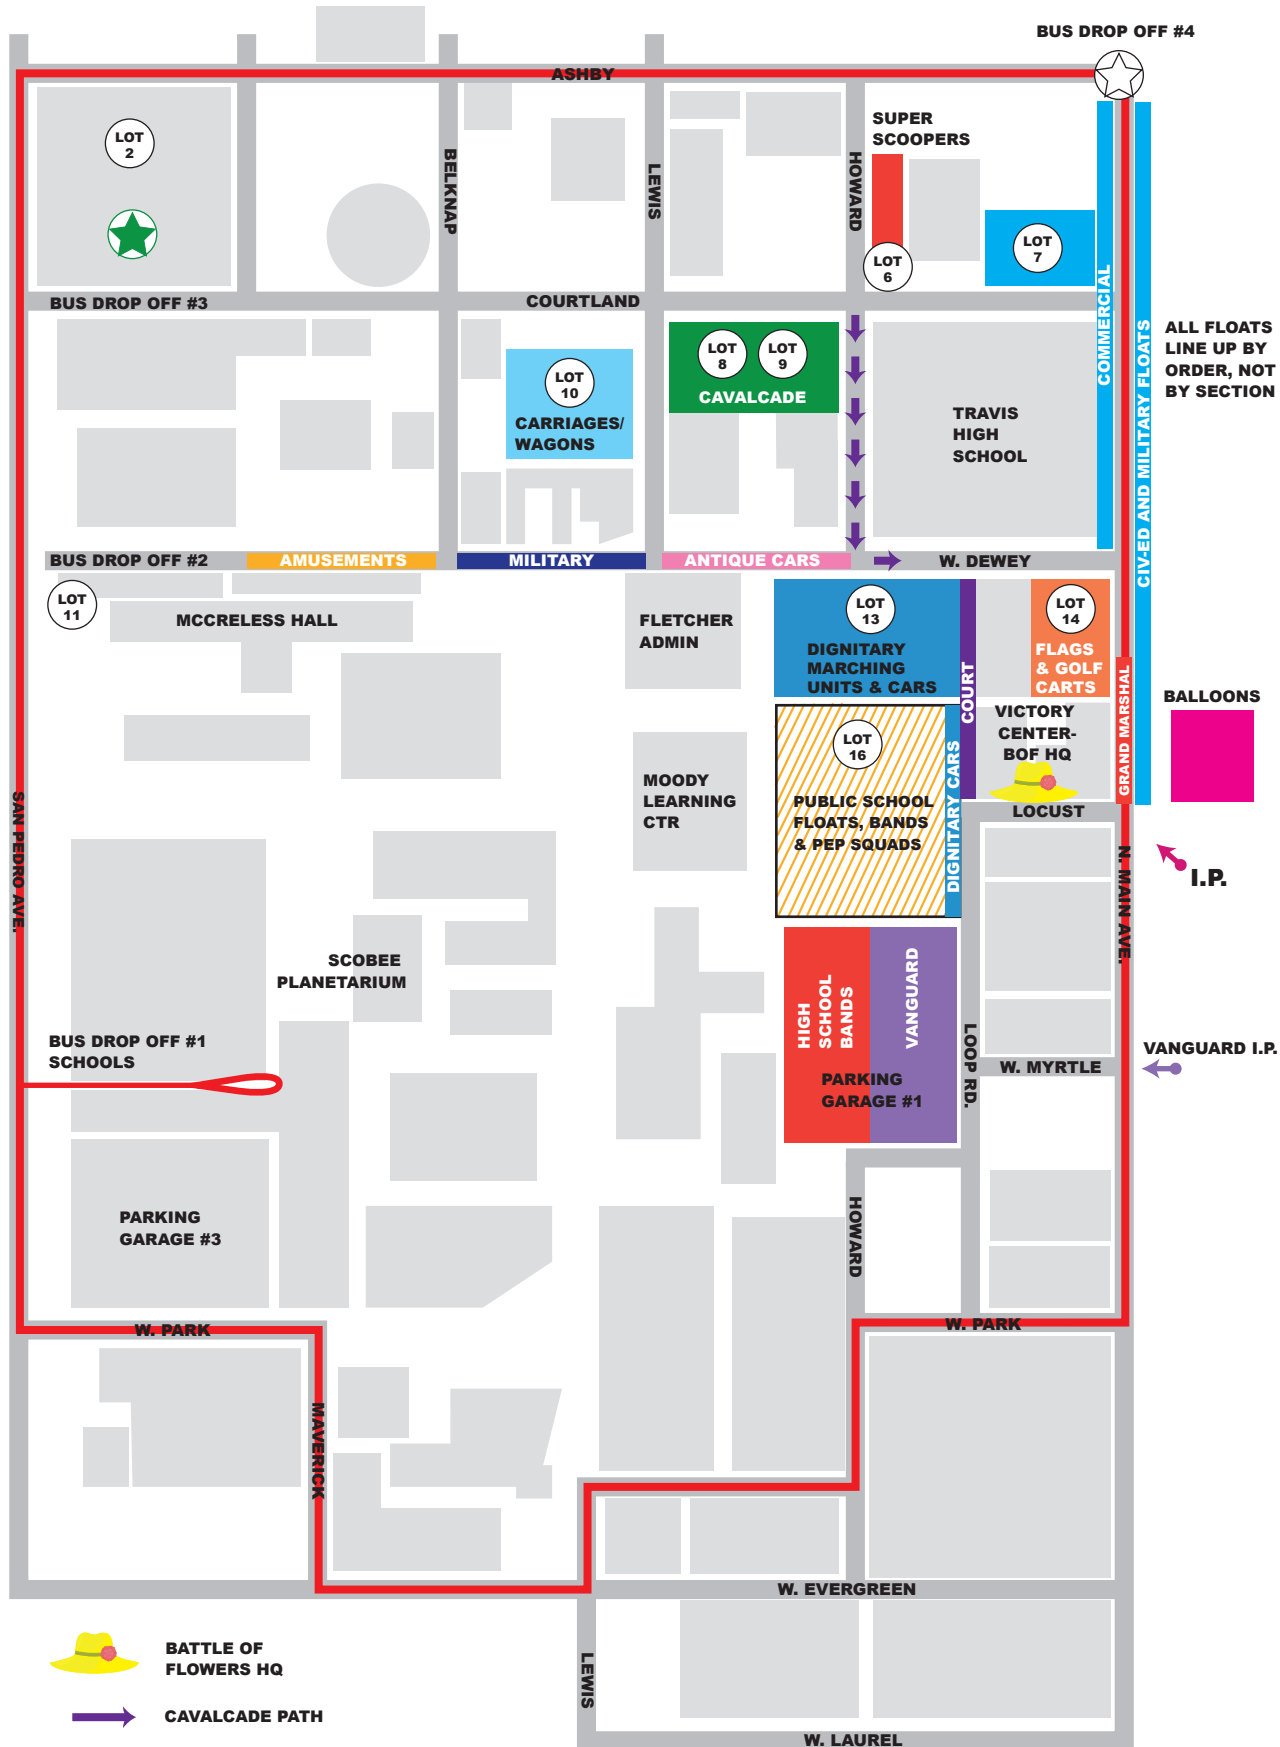 BUS DROP OFF #4
ASHBY
LOT
2
BELKNAP
LEWIS
HOWARD
SUPER
SCOOPERS
LOT
6
LOT
7
COMMERCIAL
CIV-ED AND MILITARY FLOATS
BUS DROP OFF #3
COURTLAND
ALL FLOATS
LINE UP BY
ORDER, NOT
BY SECTION
LOT
8
LOT
9
CAVALCADE
LOT
10
CARRIAGES/
WAGONS
TRAVIS
HIGH
SCHOOL
BUS DROP OFF #2
AMUSEMENTS
MILITARY
ANTIQUE CARS
W. DEWEY
LOT
11
MCCRELESS HALL
FLETCHER
ADMIN
LOT
13
DIGNITARY
MARCHING
UNITS & CARS
COURT
LOT
14
FLAGS
& GOLF
CARTS
GRAND MARSHAL
BALLOONS
VICTORY
CENTER-
BOF HQ
LOT
16
PUBLIC SCHOOL
FLOATS, BANDS
& PEP SQUADS
DIGNITARY CARS
MOODY
LEARNING
CTR
LOCUST
SAN PEDRO AVE.
N. MAIN AVE.
I.P.
SCOBEE
PLANETARIUM
HIGH
SCHOOL
BANDS
VANGUARD
PARKING
GARAGE #1
LOOP RD.
BUS DROP OFF #1
SCHOOLS
W. MYRTLE
VANGUARD I.P.
PARKING
GARAGE #3
HOWARD
W. PARK
W. PARK
MAVERICK
W. EVERGREEN
BATTLE OF
FLOWERS HQ
LEWIS
CAVALCADE PATH
W. LAUREL